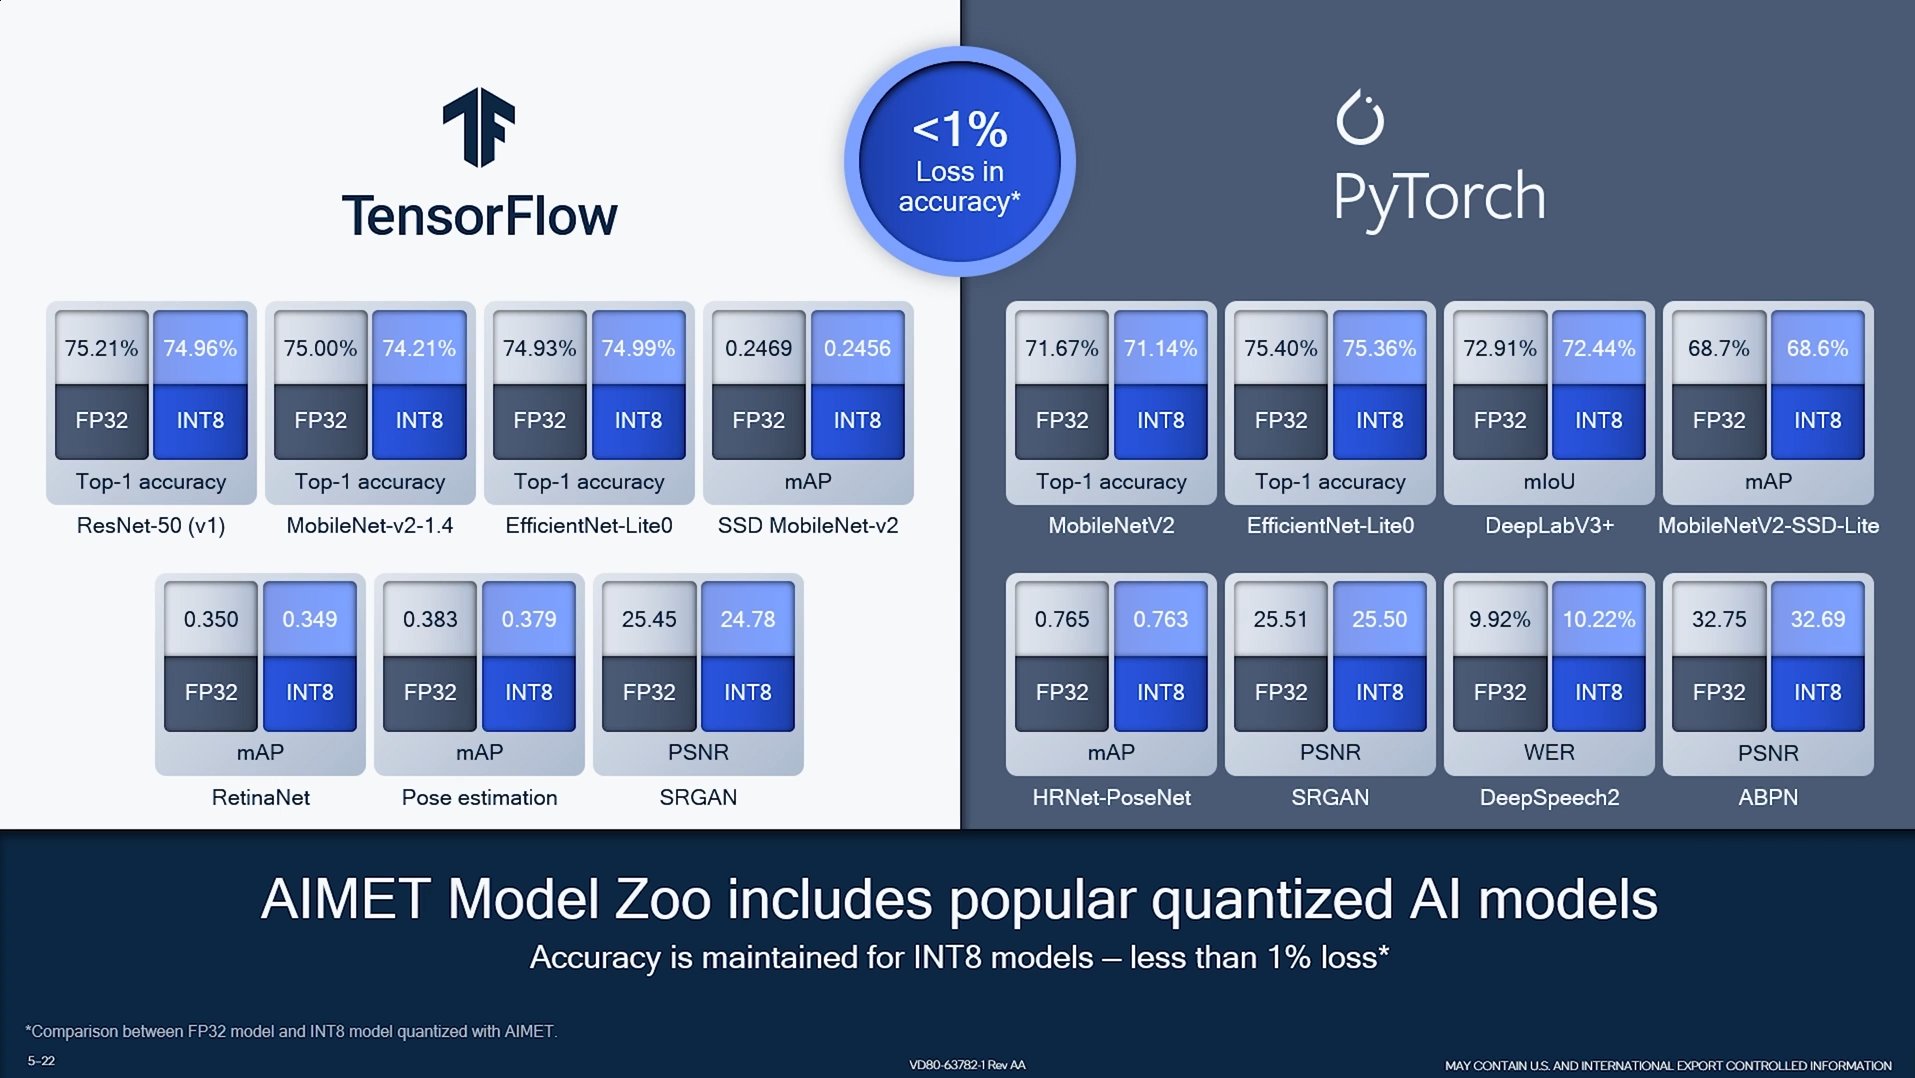 TensorFlow
<1%
Loss in
accuracy*
PyTorch
75.21% 74.96%
FP32 INT8
Top-1 accuracy
ResNet-50 (v1)
75.00% 74.21%
FP32 INT8
Top-1 accuracy
MobileNet-v2-1.4
74.93% 74.99%
FP32 INT8
Top-1 accuracy
EfficientNet-Lite0
0.2469 0.2456
FP32 INT8
mAP
SSD MobileNet-v2
0.350 0.349
FP32 INT8
mAP
RetinaNet
0.383 0.379
FP32 INT8
mAP
Pose estimation
25.45 24.78
FP32 INT8
PSNR
SRGAN
71.67% 71.14%
FP32 INT8
Top-1 accuracy
MobileNetV2
75.40% 75.36%
FP32 INT8
Top-1 accuracy
EfficientNet-Lite0
72.91% 72.44%
FP32 INT8
mIoU
DeepLabV3+
68.7% 68.6%
FP32 INT8
mAP
MobileNetV2-SSD-Lite
0.765 0.763
FP32 INT8
mAP
HRNet-PoseNet
25.51 25.50
FP32 INT8
PSNR
SRGAN
9.92% 10.22%
FP32 INT8
WER
DeepSpeech2
32.75 32.69
FP32 INT8
PSNR
ABPN
AIMET Model Zoo includes popular quantized AI models
Accuracy is maintained for INT8 models – less than 1% loss*
*Comparison between FP32 model and INT8 model quantized with AIMET.
5–22
VD80-63782-1 Rev AA
MAY CONTAIN U.S. AND INTERNATIONAL EXPORT CONTROLLED INFORMATION